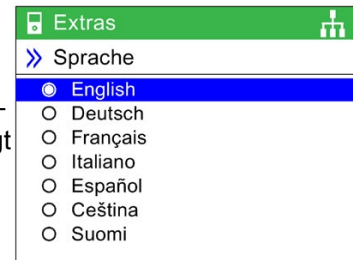 Extras
Sprache
English
Deutsch
Français
Italiano
Español
Ceština
Suomi